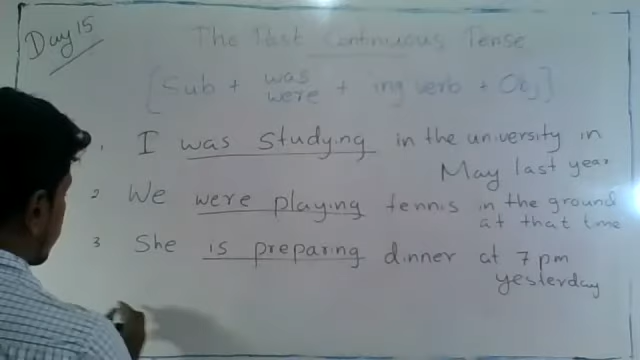 Day 15
The Past Continuous Tense
[Sub + was were + ing verb + Obj]
1. I was studying in the university in
May last year
2 We were playing tennis in the ground
at that time
3 She is preparing dinner at 7 pm
yesterday